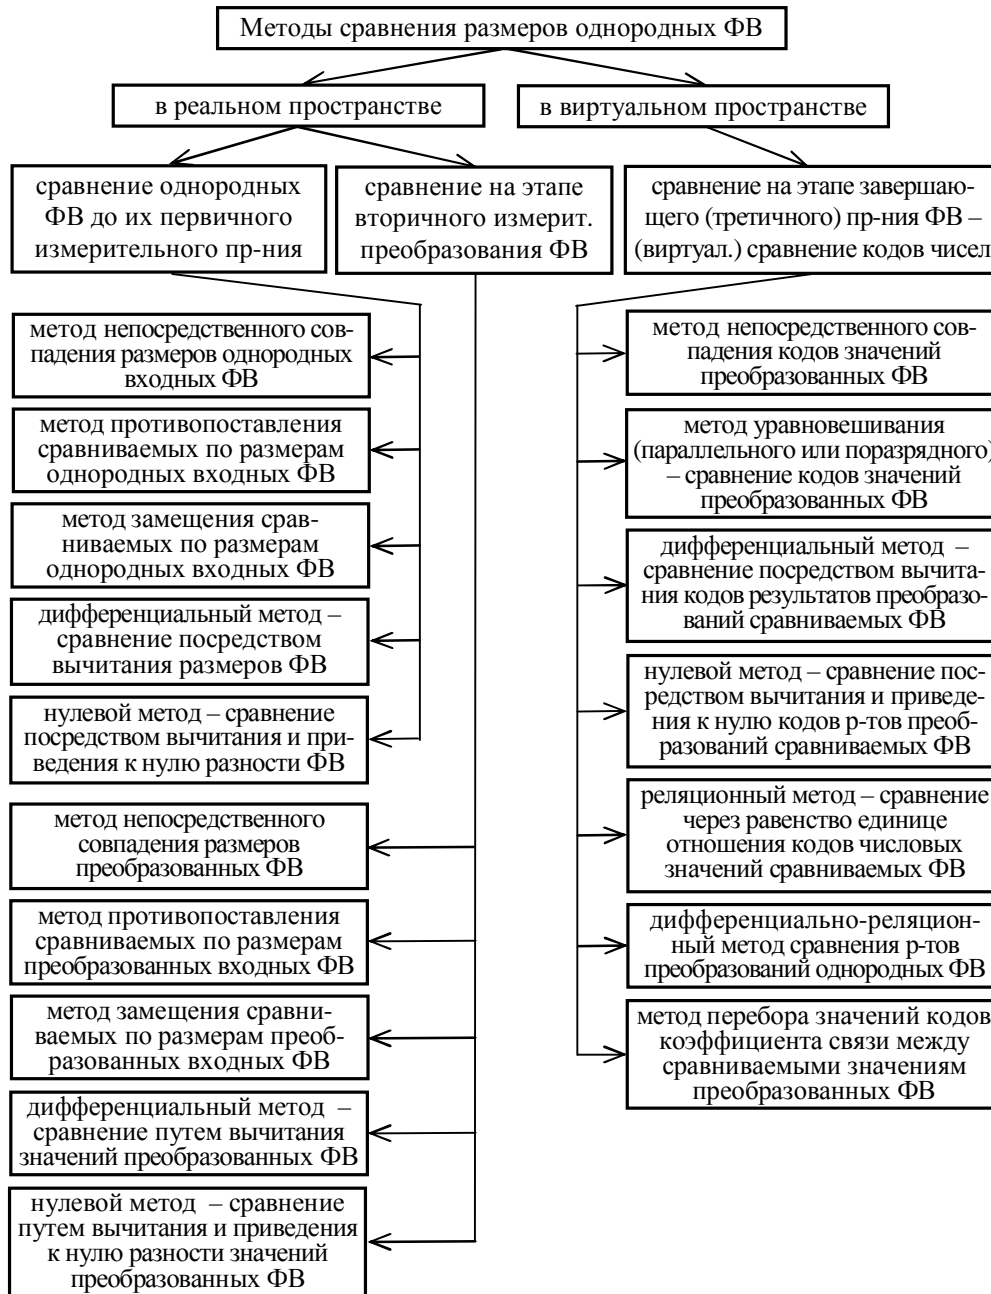 Методы сравнения размеров однородных ФВ
в реальном пространстве
в виртуальном пространстве
сравнение однородных
ФВ до их первичного
измерительного пр-ния
сравнение на этапе
вторичного измерит.
преобразования ФВ
сравнение на этапе завершаю-
щего (третичного) пр-ния ФВ –
(виртуал.) сравнение кодов чисел
метод непосредственного сов-
падения размеров однородных
входных ФВ
метод противопоставления
сравниваемых по размерам
однородных входных ФВ
метод замещения срав-
ниваемых по размерам
однородных входных ФВ
дифференциальный метод –
сравнение посредством
вычитания размеров ФВ
нулевой метод – сравнение
посредством вычитания и при-
ведения к нулю разности ФВ
метод непосредственного
совпадения размеров
преобразованных ФВ
метод противопоставления
сравниваемых по размерам
преобразованных входных ФВ
метод замещения сравни-
ваемых по размерам преоб-
разованных входных ФВ
дифференциальный метод –
сравнение путем вычитания
значений преобразованных ФВ
нулевой метод – сравнение
путем вычитания и приведения
к нулю разности значений
преобразованных ФВ
метод непосредственного сов-
падения кодов значений
преобразованных ФВ
метод уравновешивания
(параллельного или поразрядного)
– сравнение кодов значений
преобразованных ФВ
дифференциальный метод –
сравнение посредством вычита-
ния кодов результатов преобразо-
ваний сравниваемых ФВ
нулевой метод – сравнение пос-
редством вычитания и приведе-
ния к нулю кодов р-тов преоб-
разований сравниваемых ФВ
реляционный метод – сравнение
через равенство единице
отношения кодов числовых
значений сравниваемых ФВ
дифференциально-реляцион-
ный метод сравнения р-тов
преобразований однородных ФВ
метод перебора значений кодов
коэффициента связи между
сравниваемыми значениям
преобразованных ФВ